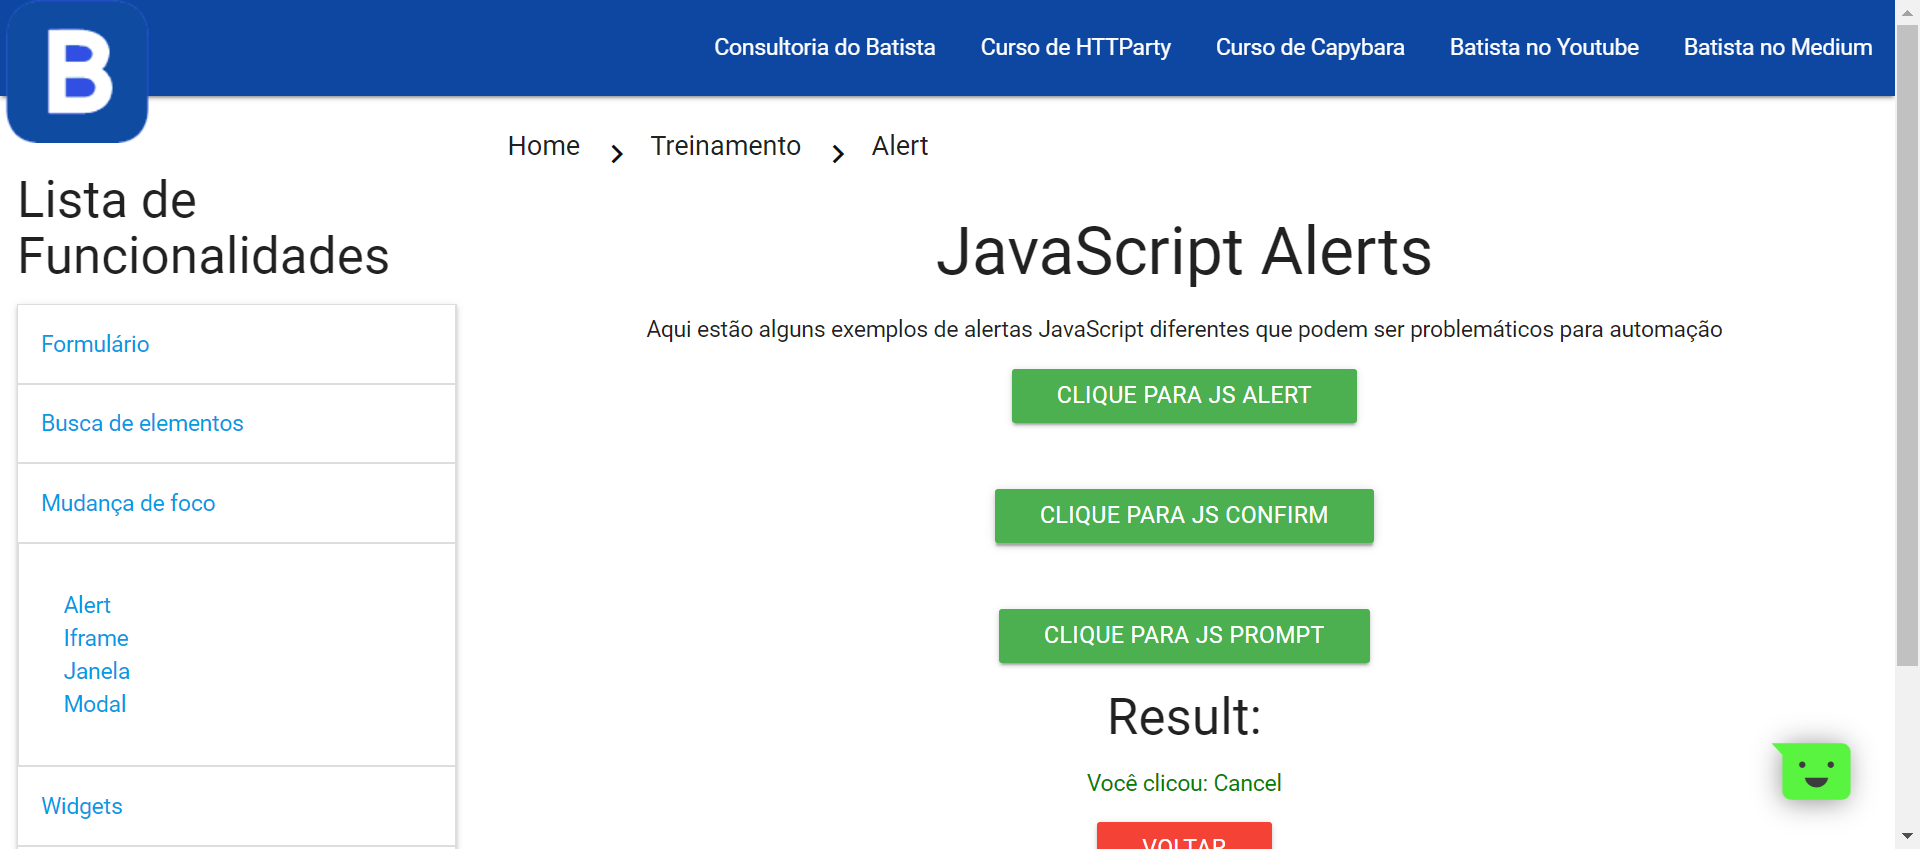 B
Consultoria do Batista
Curso de HTTParty
Curso de Capybara
Batista no Youtube
Batista no Medium
Home
Treinamento
Alert
Lista de
Funcionalidades
Formulário
Busca de elementos
Mudança de foco
Alert
Iframe
Janela
Modal
Widgets
JavaScript Alerts
Aqui estão alguns exemplos de alertas JavaScript diferentes que podem ser problemáticos para automação
CLIQUE PARA JS ALERT
CLIQUE PARA JS CONFIRM
CLIQUE PARA JS PROMPT
Result:
Você clicou: Cancel
VOLTAR